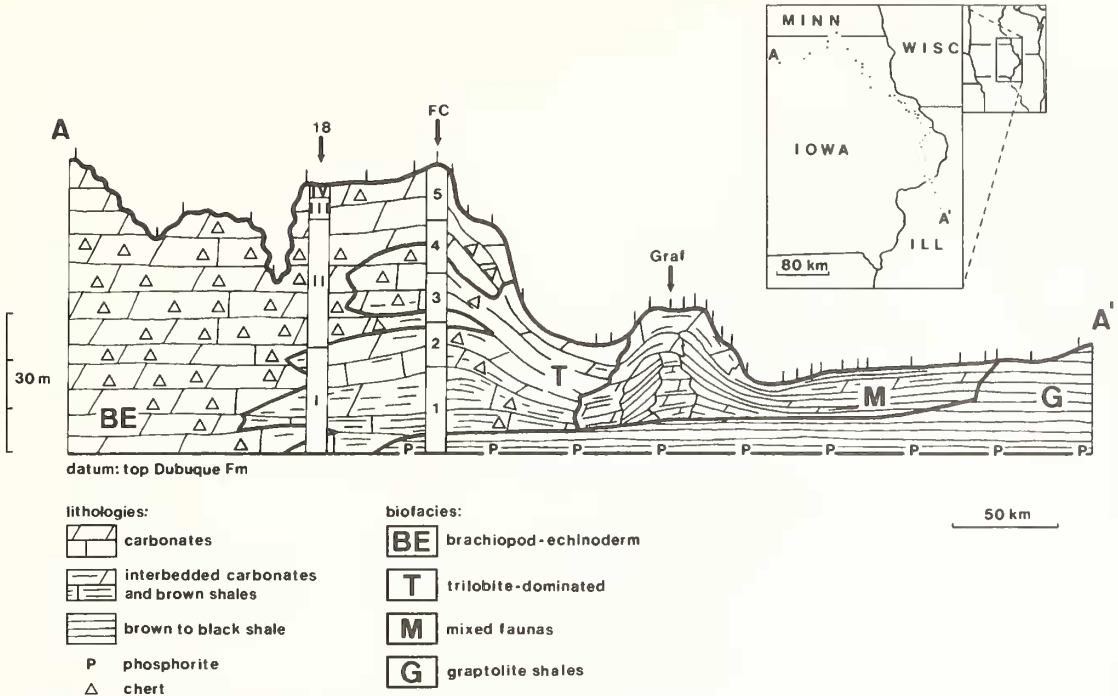 MINN
WISC
A
IOWA
A'
ILL
80 km
A
18
FC
IV
III
II
I
5
4
3
2
1
Graf
A'
30 m
BE
T
M
G
P P P P P P P P P
datum: top Dubuque Fm
50 km
lithologies:
carbonates
interbedded carbonates
and brown shales
brown to black shale
P phosphorite
chert
biofacies:
BE brachiopod-echinoderm
T trilobite-dominated
M mixed faunas
G graptolite shales